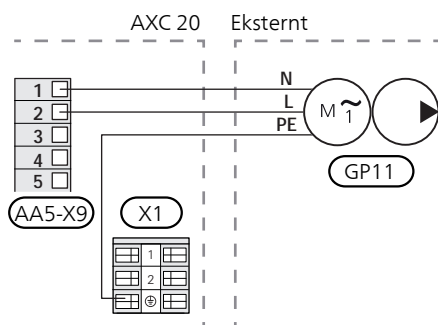 AXC 20 Eksternt
1 N
2 L
3 PE
4
5
M ~ 1
GP11
AA5-X9 X1
1
2